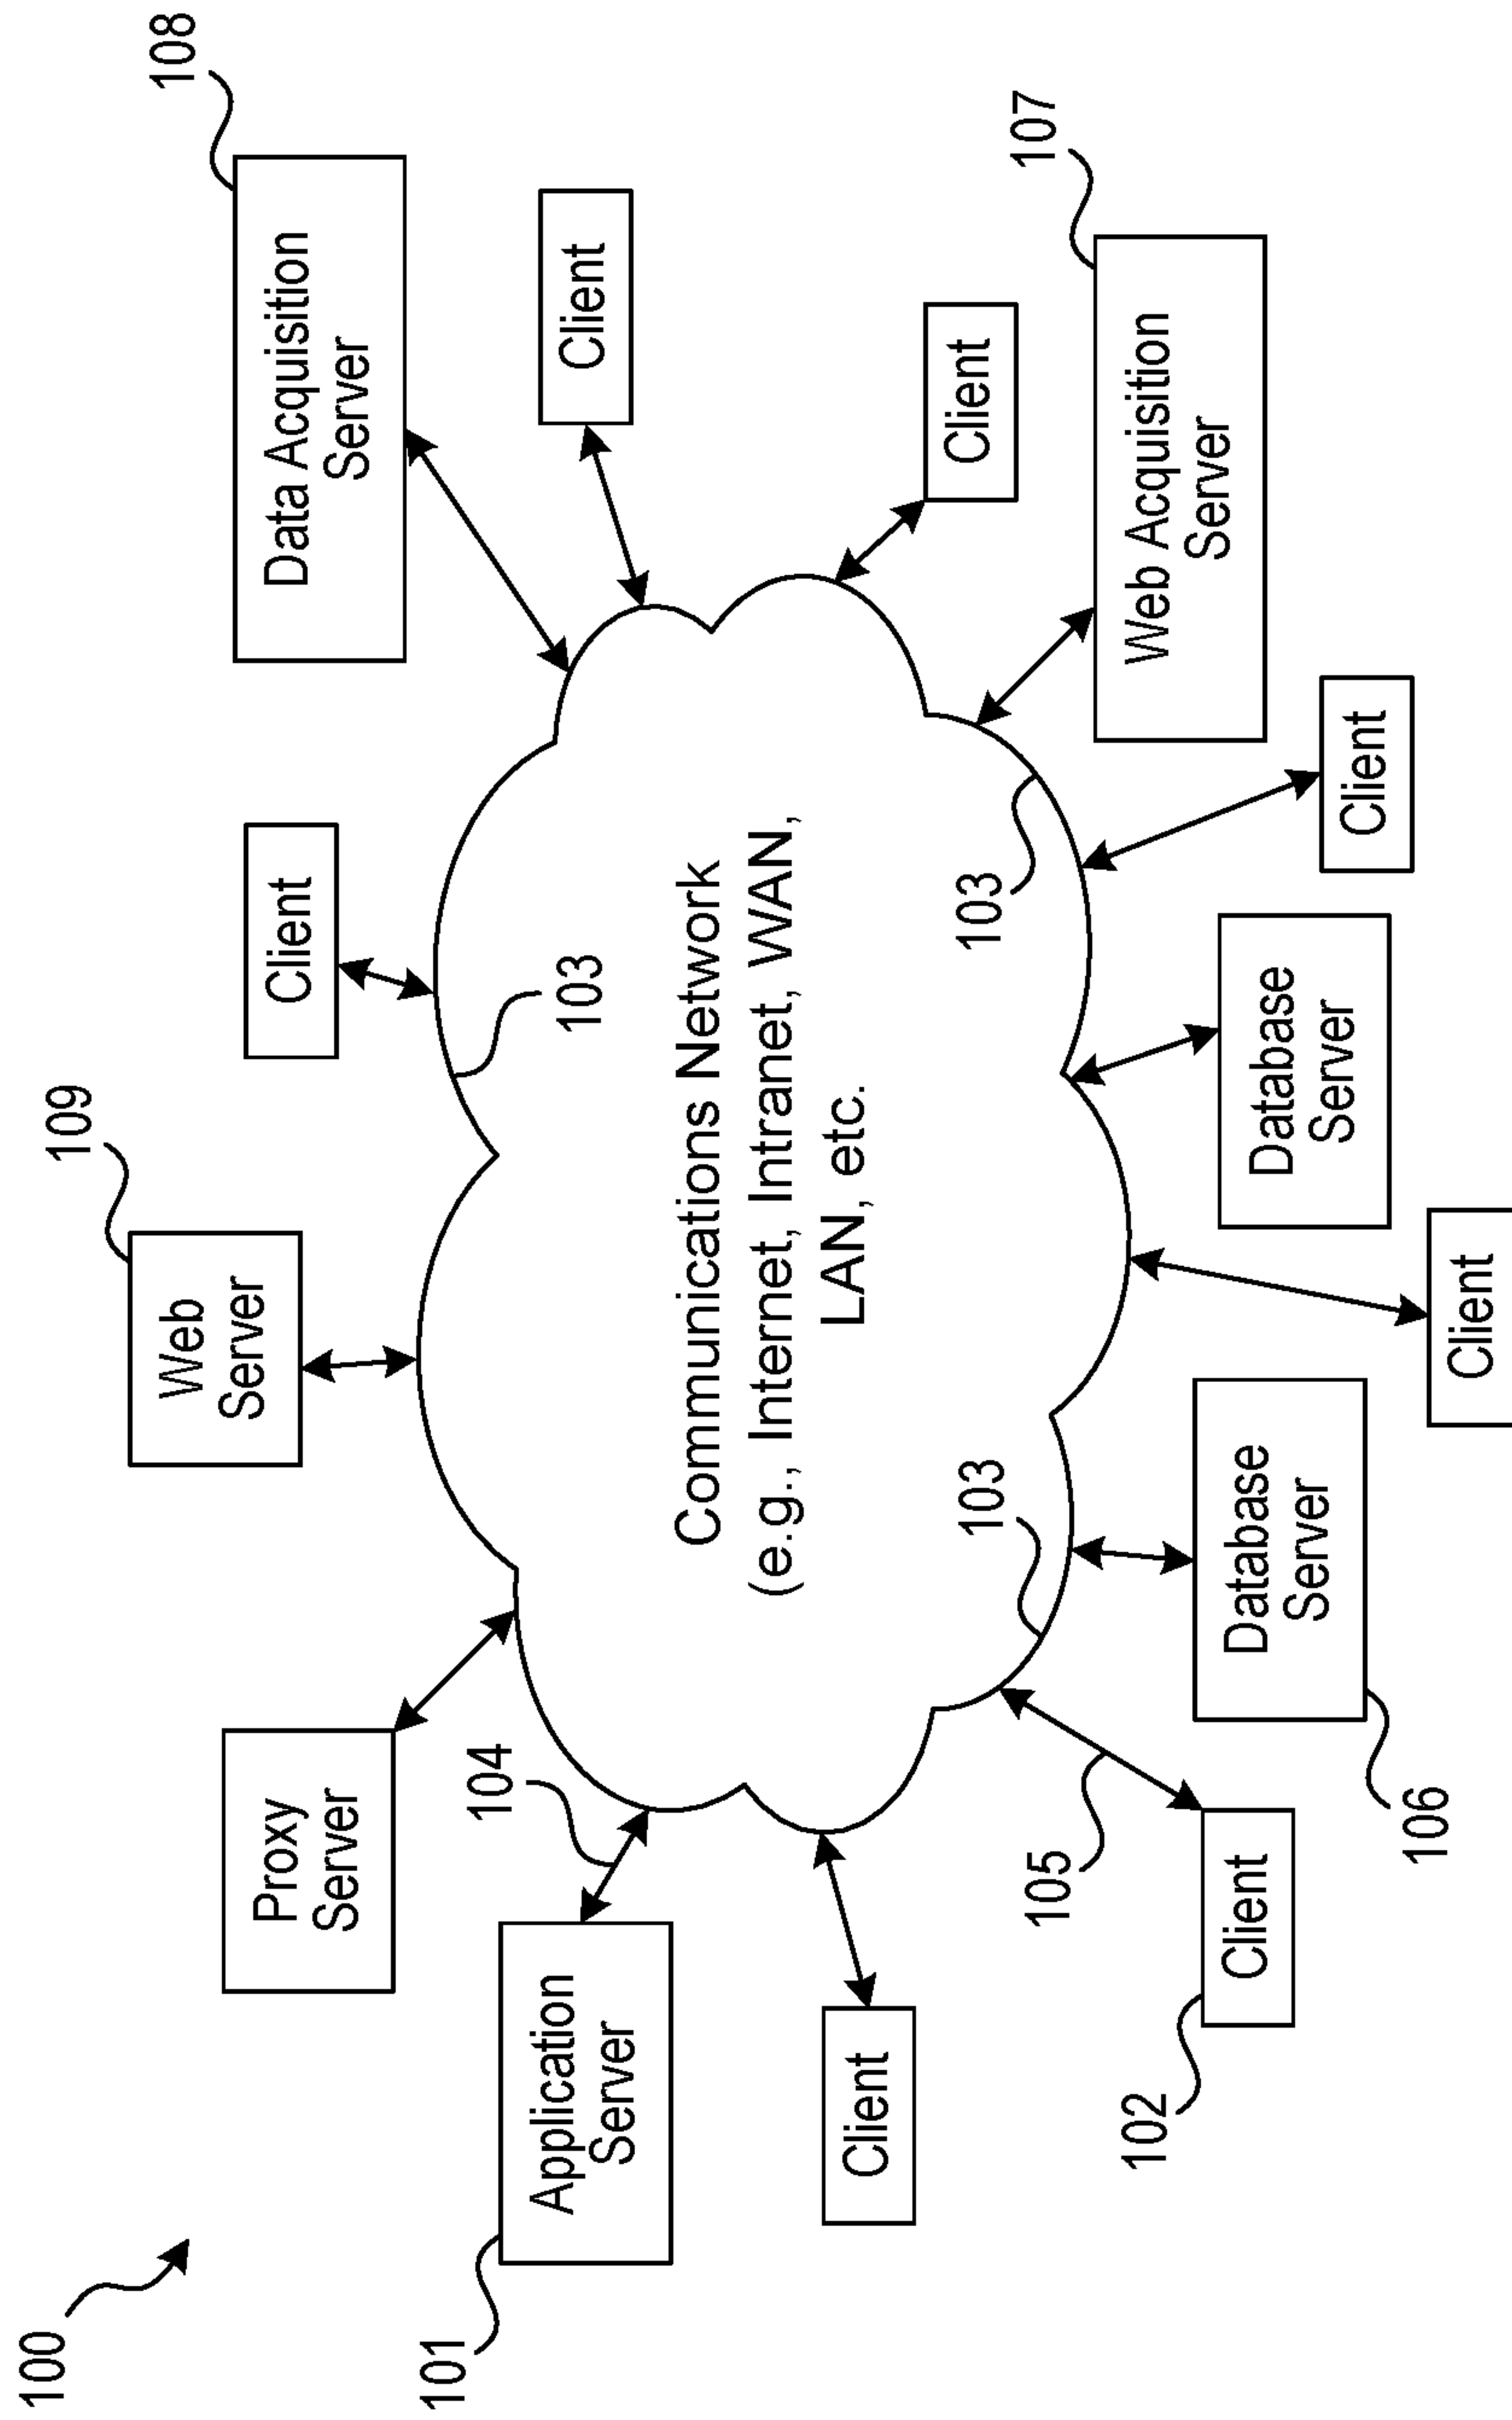 100
101
Application
Server
104
Proxy
Server
109
Web
Server
103
Client
108
Data Acquisition
Server
Client
Client
107
Web Acquisition
Server
103
Client
Database
Server
Client
Database
Server
106
103
105
Client
102
Client
Communications Network
(e.g., Internet, Intranet, WAN,
LAN, etc.